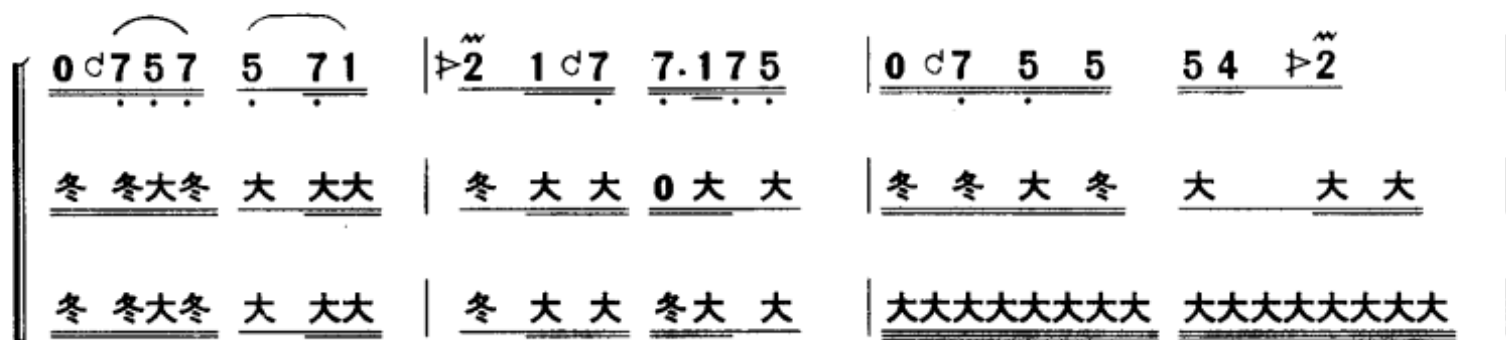 0 7 5 7 5 7 1 2 1 7 7· 1 7 5 0 7 5 5 5 4 2
冬 冬大冬 大 大大 冬 大 大 0 大 大 冬 冬 大 冬 大 大 大
冬 冬大冬 大 大大 冬 大 大 冬大 大 大大大大大大大大 大大大大大大大大